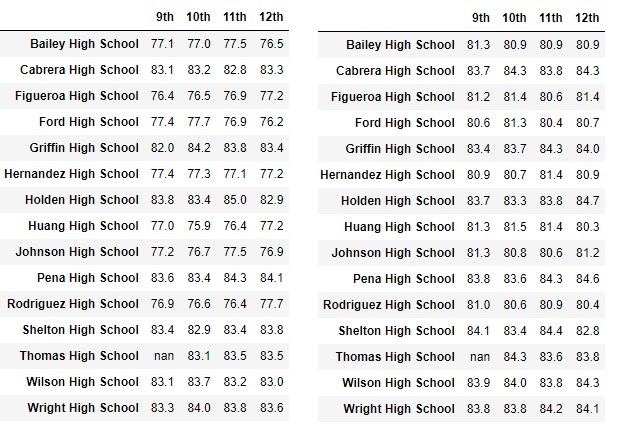 9th 10th 11th 12th
Bailey High School 77.1 77.0 77.5 76.5
Cabrera High School 83.1 83.2 82.8 83.3
Figueroa High School 76.4 76.5 76.9 77.2
Ford High School 77.4 77.7 76.9 76.2
Griffin High School 82.0 84.2 83.8 83.4
Hernandez High School 77.4 77.3 77.1 77.2
Holden High School 83.8 83.4 85.0 82.9
Huang High School 77.0 75.9 76.4 77.2
Johnson High School 77.2 76.7 77.5 76.9
Pena High School 83.6 83.4 84.3 84.1
Rodriguez High School 76.9 76.6 76.4 77.7
Shelton High School 83.4 82.9 83.4 83.8
Thomas High School nan 83.1 83.5 83.5
Wilson High School 83.1 83.7 83.2 83.0
Wright High School 83.3 84.0 83.8 83.6
9th 10th 11th 12th
Bailey High School 81.3 80.9 80.9 80.9
Cabrera High School 83.7 84.3 83.8 84.3
Figueroa High School 81.2 81.4 80.6 81.4
Ford High School 80.6 81.3 80.4 80.7
Griffin High School 83.4 83.7 84.3 84.0
Hernandez High School 80.9 80.7 81.4 80.9
Holden High School 83.7 83.3 83.8 84.7
Huang High School 81.3 81.5 81.4 80.3
Johnson High School 81.3 80.8 80.6 81.2
Pena High School 83.8 83.6 84.3 84.6
Rodriguez High School 81.0 80.6 80.9 80.4
Shelton High School 84.1 83.4 84.4 82.8
Thomas High School nan 84.3 83.6 83.8
Wilson High School 83.9 84.0 83.8 84.3
Wright High School 83.8 83.8 84.2 84.1